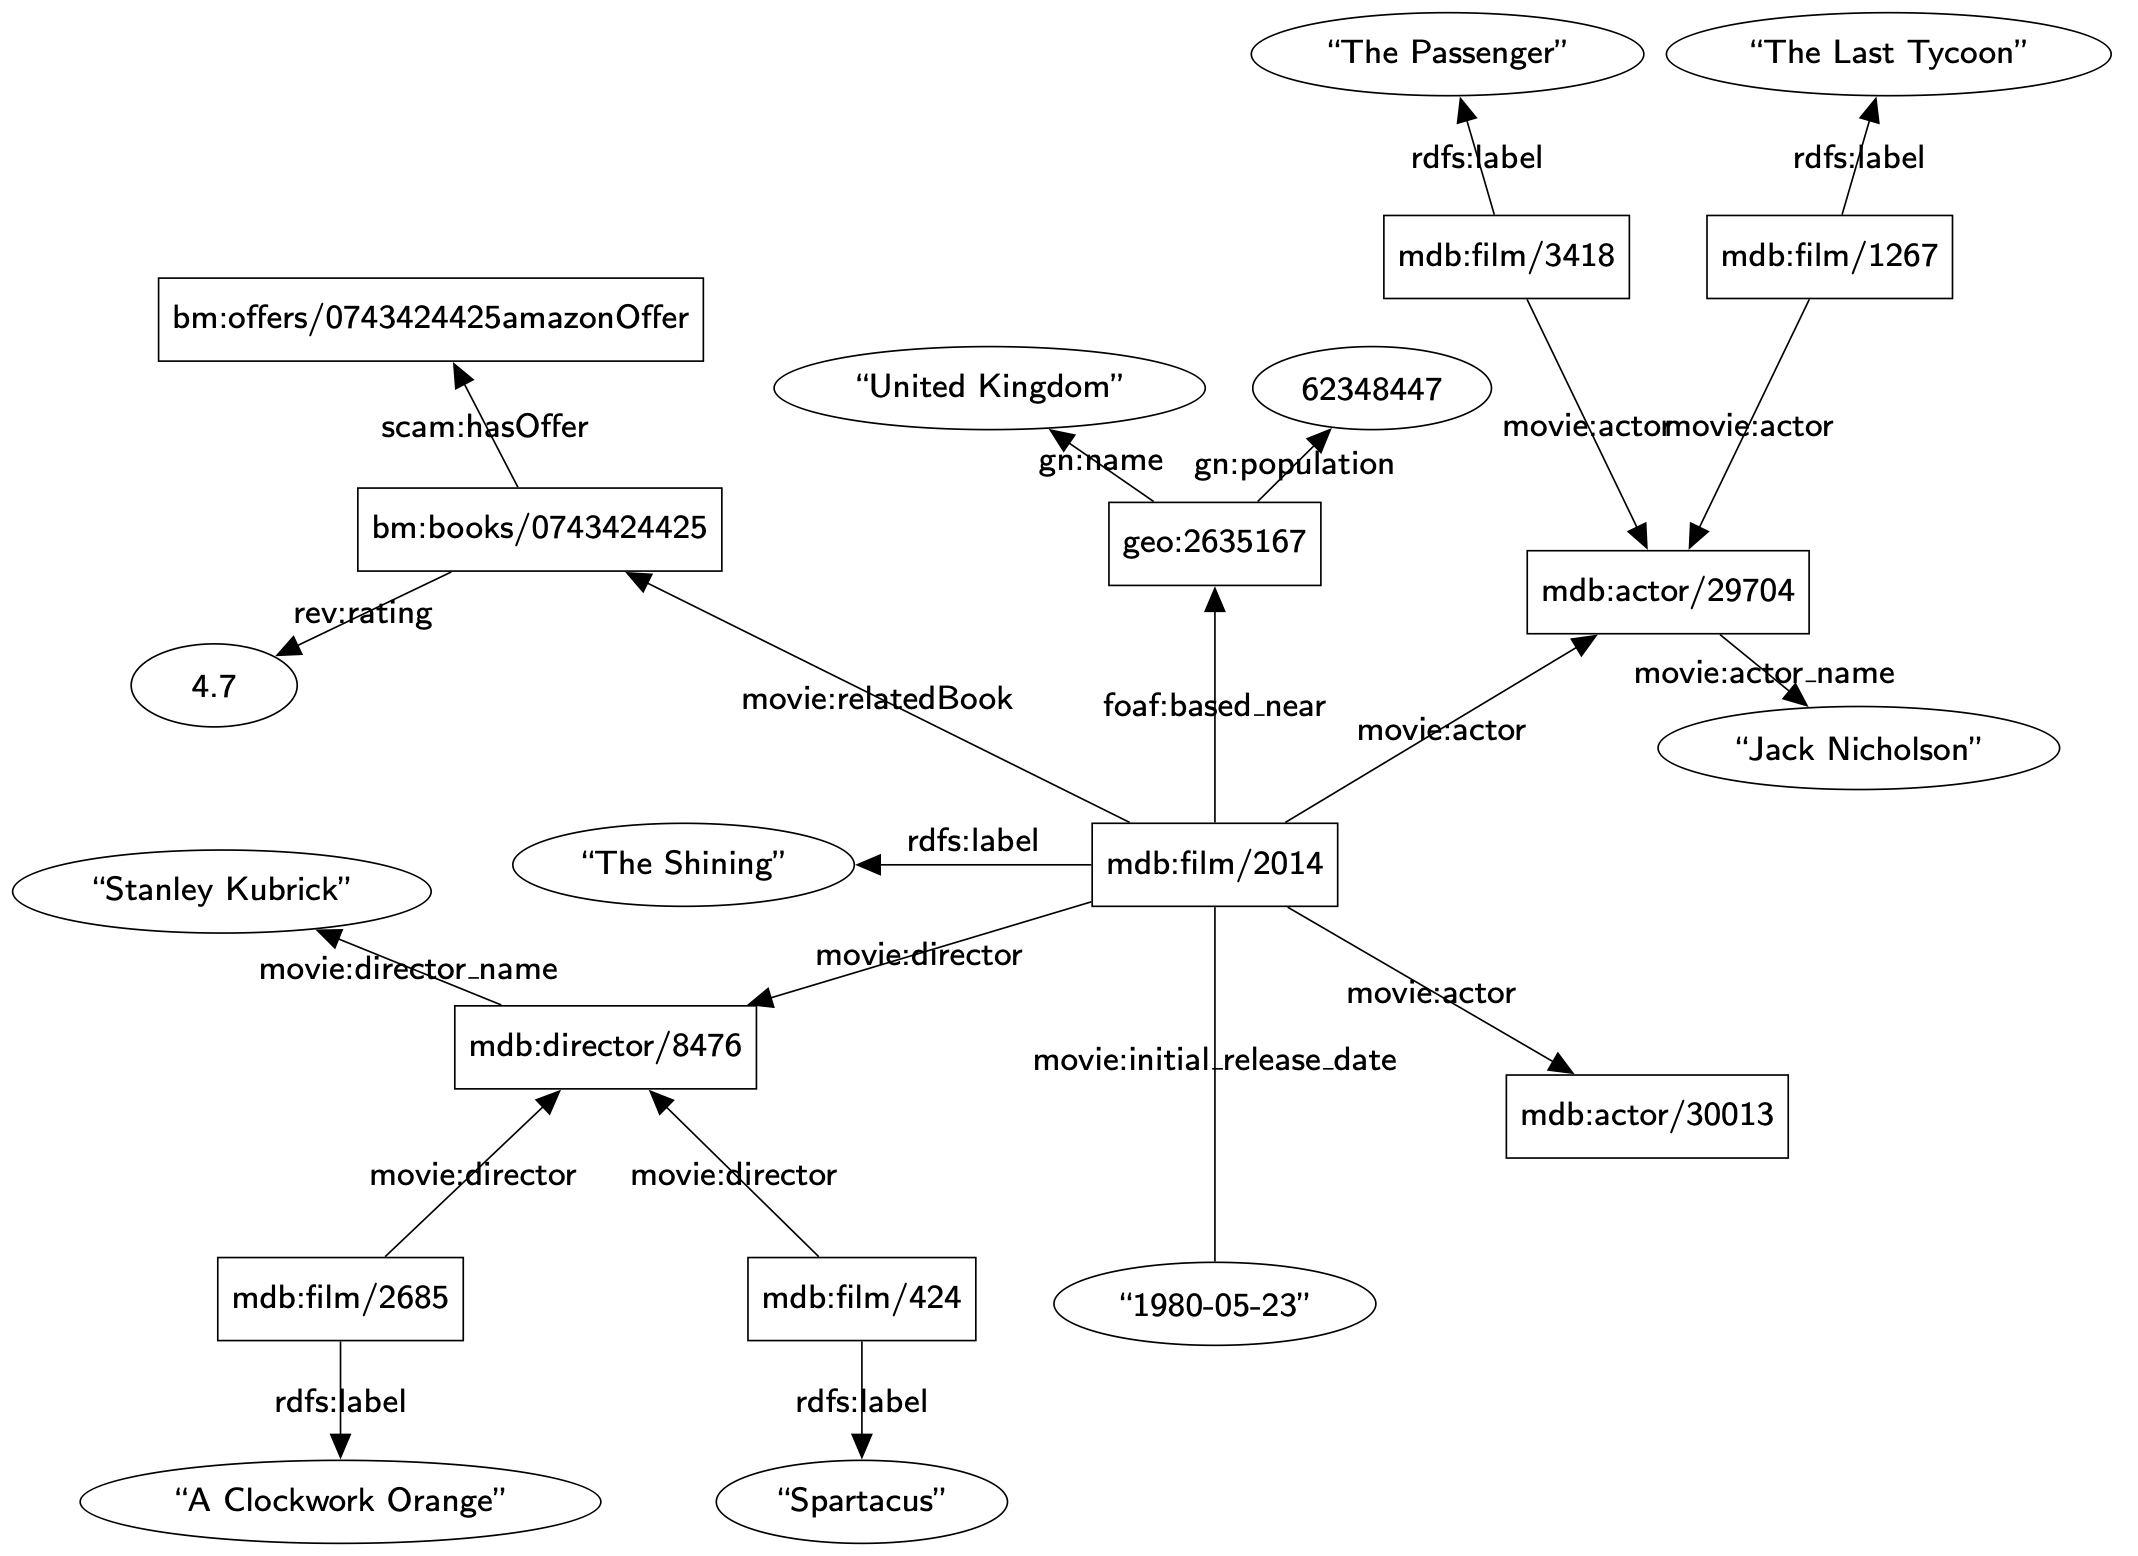 “The Passenger”
“The Last Tycoon”
rdfs:label
rdfs:label
mdb:film/3418
mdb:film/1267
bm:offers/0743424425amazonOffer
“United Kingdom”
62348447
scam:hasOffer
movie:actor
movie:actor
gn:name
gn:population
bm:books/0743424425
geo:2635167
mdb:actor/29704
rev:rating
movie:actor_name
4.7
movie:relatedBook
foaf:based_near
movie:actor
“Jack Nicholson”
rdfs:label
“The Shining”
mdb:film/2014
“Stanley Kubrick”
movie:director_name
movie:director
movie:actor
mdb:director/8476
movie:initial_release_date
mdb:actor/30013
movie:director
movie:director
mdb:film/2685
mdb:film/424
“1980-05-23”
rdfs:label
rdfs:label
“A Clockwork Orange”
“Spartacus”